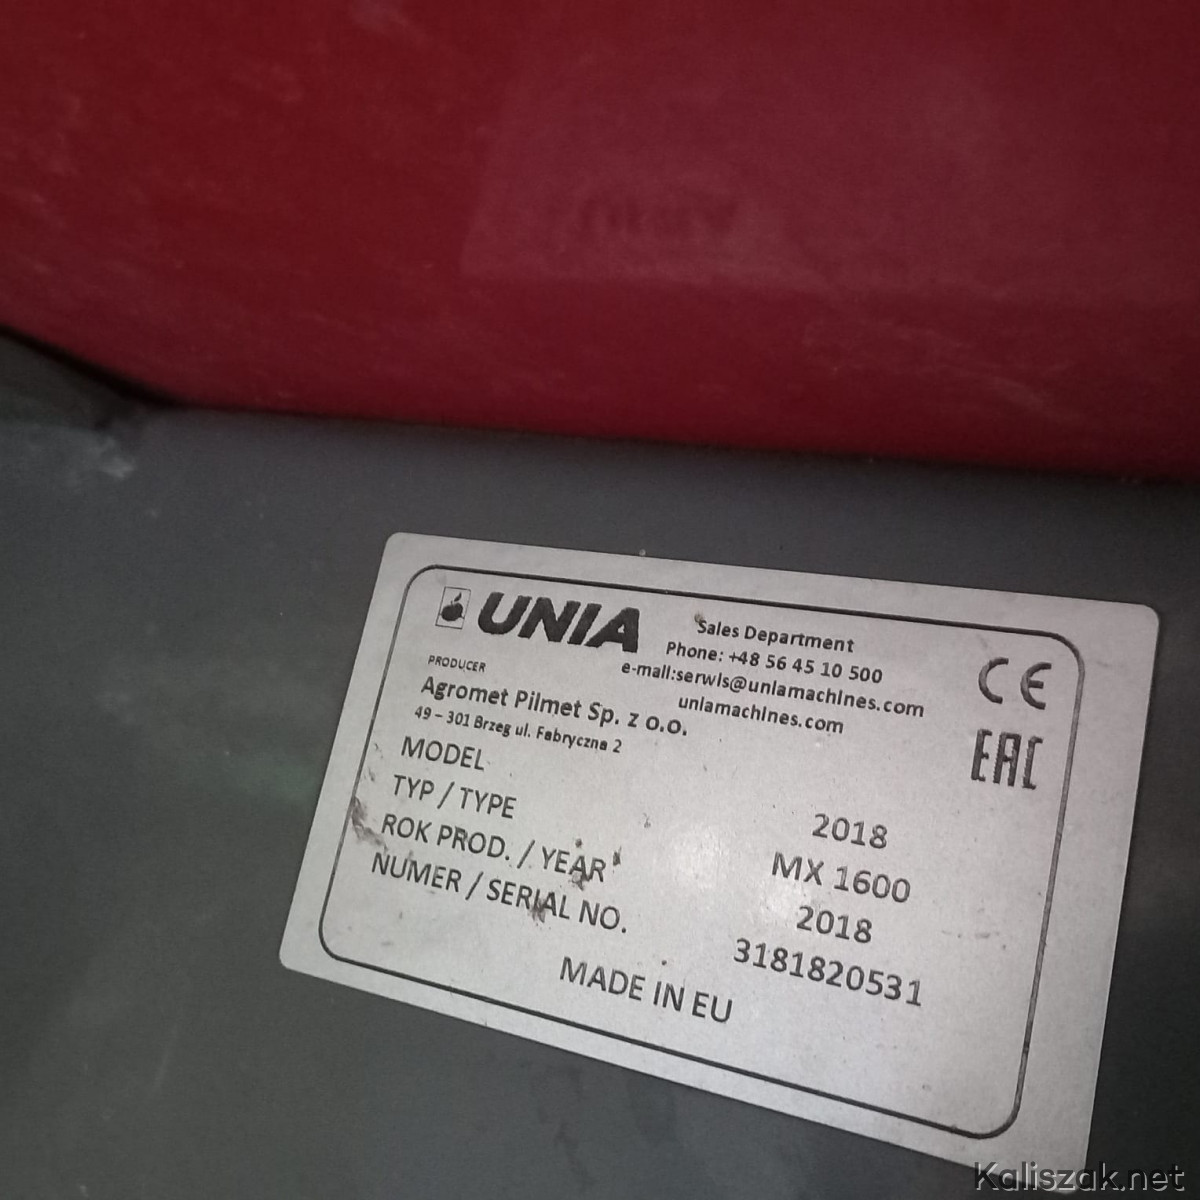 UNIA
Sales Department
Phone: +48 56 45 10 500
e-mail:serwis@uniamachines.com
uniamachines.com
CE
EAC
PRODUCER
Agromet Pilmet Sp. z o.o.
49 – 301 Brzeg ul. Fabryczna 2
MODEL 2018
TYP / TYPE MX 1600
ROK PROD. / YEAR 2018
NUMER / SERIAL NO. 3181820531
MADE IN EU
Kaliszak.net